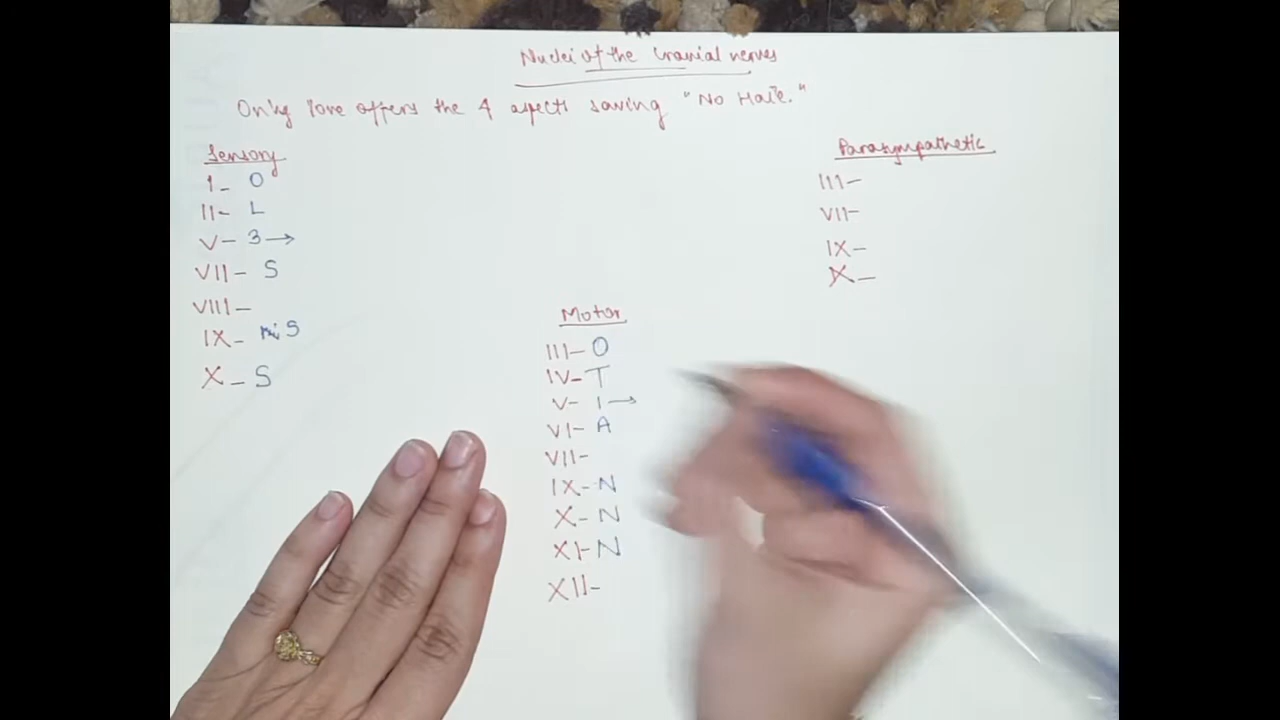 Nuclei of the Cranial nerves
Only love offers the 4 aspects saving "No Hate."
Sensory
I- O
II- L
V- 3→
VII- S
VIII-
IX- S
X- S
Motor
III- O
IV- T
V- 1→
VI- A
VII-
IX- N
X- N
XI- N
XII-
Parasympathetic
III-
VII-
IX-
X-